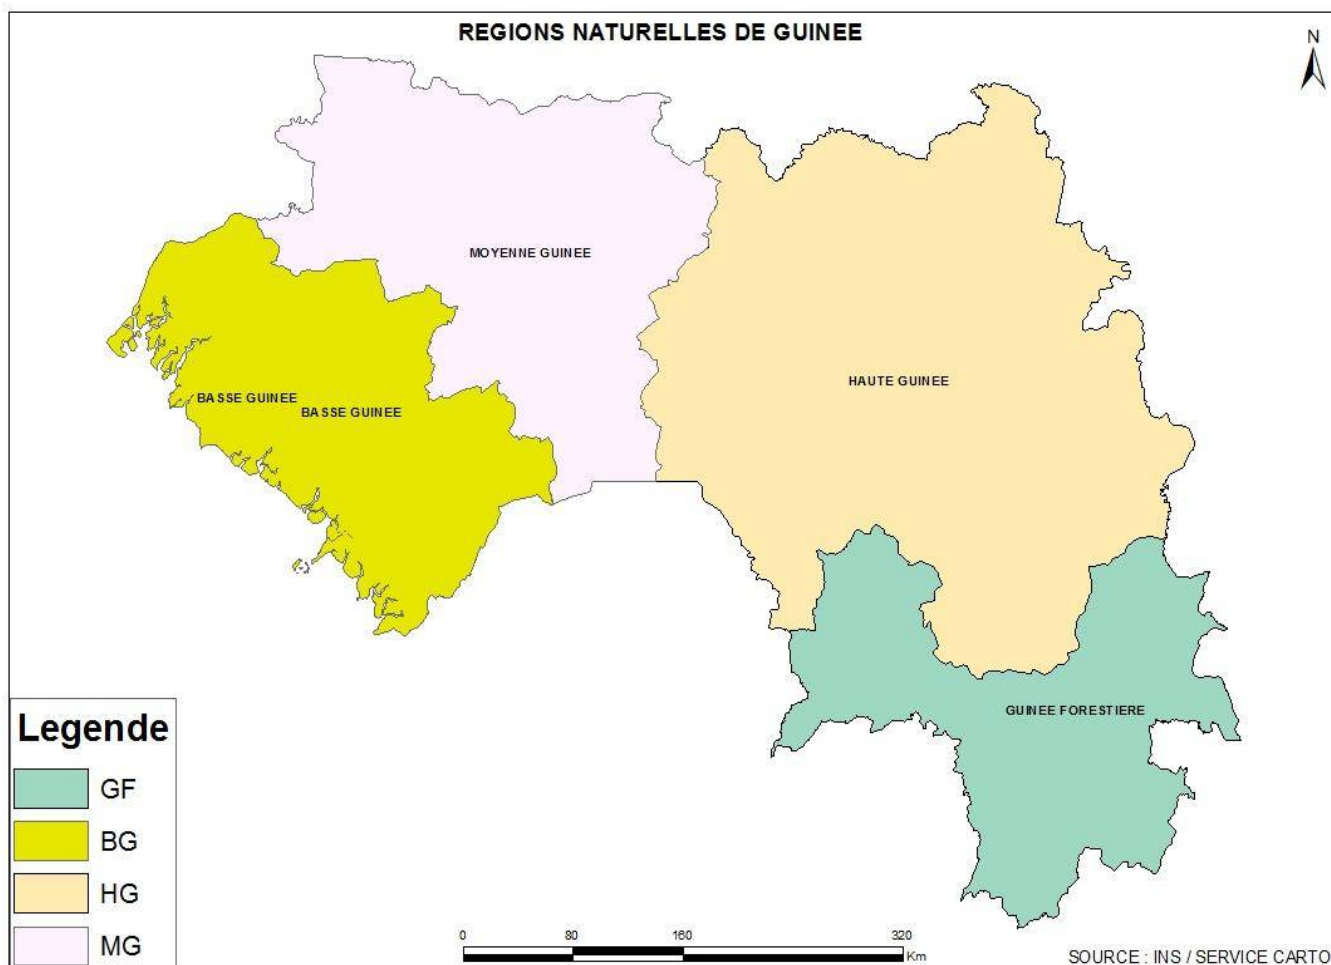 REGIONS NATURELLES DE GUINEE
N
MOYENNE GUINEE
HAUTE GUINEE
BASSE GUINEE
BASSE GUINEE
GUINEE FORESTIERE
Legende
GF
BG
HG
MG
0 80 160 320
Km
SOURCE : INS / SERVICE CARTO